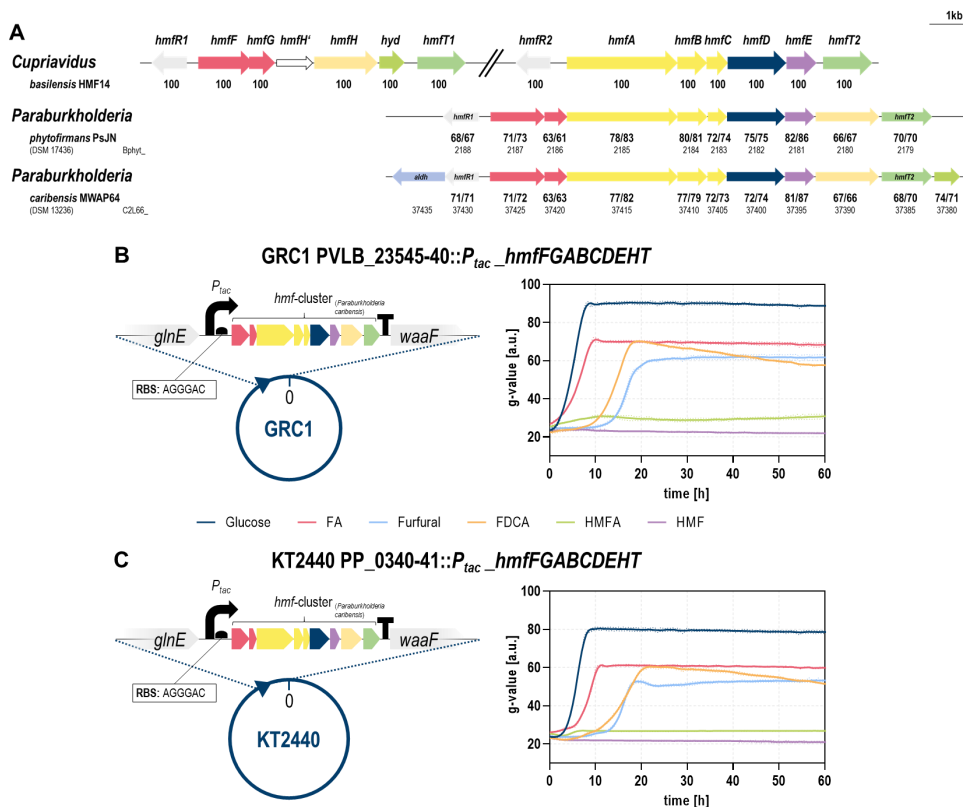 1kb
A
hmfR1 hmfF hmfG hmfH' hmfH hyd hmfT1 hmfR2 hmfA hmfB hmfC hmfD hmfE hmfT2
Cupriavidus
basilensis HMF14 100 100 100 100 100 100 100 100 100 100 100 100 100
Paraburkholderia hmfR1 hmfT2
phytofirmans PsJN 68/67 71/73 63/61 78/83 80/81 72/74 75/75 82/86 66/67 70/70
(DSM 17436) Bphyt_ 2188 2187 2186 2185 2184 2183 2182 2181 2180 2179
Paraburkholderia aldh hmfR1 hmfT2
caribensis MWAP64 71/71 71/72 63/63 77/82 77/79 72/73 72/74 81/87 67/66 68/70 74/71
(DSM 13236) C2L66_ 37435 37430 37425 37420 37415 37410 37405 37400 37395 37390 37385 37380
B GRC1 PVLB_23545-40::Ptac_hmfFGABCDEHT
Ptac
hmf-cluster (Paraburkholderia caribensis)
glnE T waaF
RBS: AGGGAC
0
GRC1
g-value [a.u.]
100
80
60
40
20
0 10 20 30 40 50 60
time [h]
Glucose FA Furfural FDCA HMFA HMF
C KT2440 PP_0340-41::Ptac_hmfFGABCDEHT
Ptac
hmf-cluster (Paraburkholderia caribensis)
glnE T waaF
RBS: AGGGAC
0
KT2440
g-value [a.u.]
100
80
60
40
20
0 10 20 30 40 50 60
time [h]